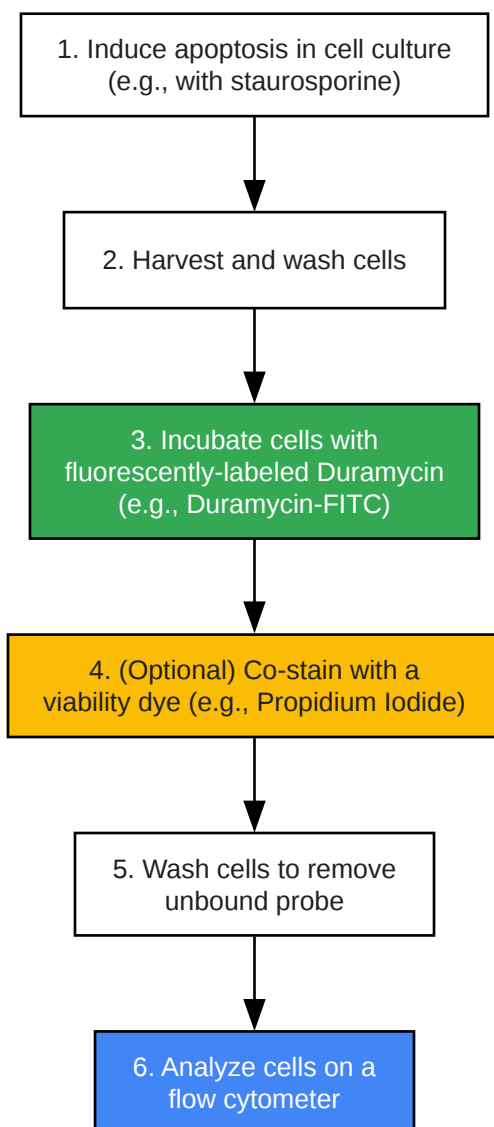 1. Induce apoptosis in cell culture
(e.g., with staurosporine)
2. Harvest and wash cells
3. Incubate cells with
fluorescently-labeled Duramycin
(e.g., Duramycin-FITC)
4. (Optional) Co-stain with a
viability dye (e.g., Propidium Iodide)
5. Wash cells to remove
unbound probe
6. Analyze cells on a
flow cytometer